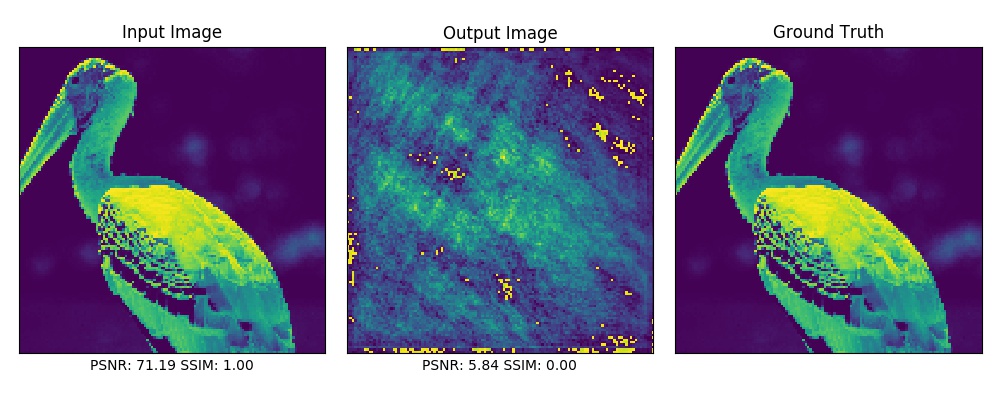 Input Image
Output Image
Ground Truth
PSNR: 71.19 SSIM: 1.00
PSNR: 5.84 SSIM: 0.00